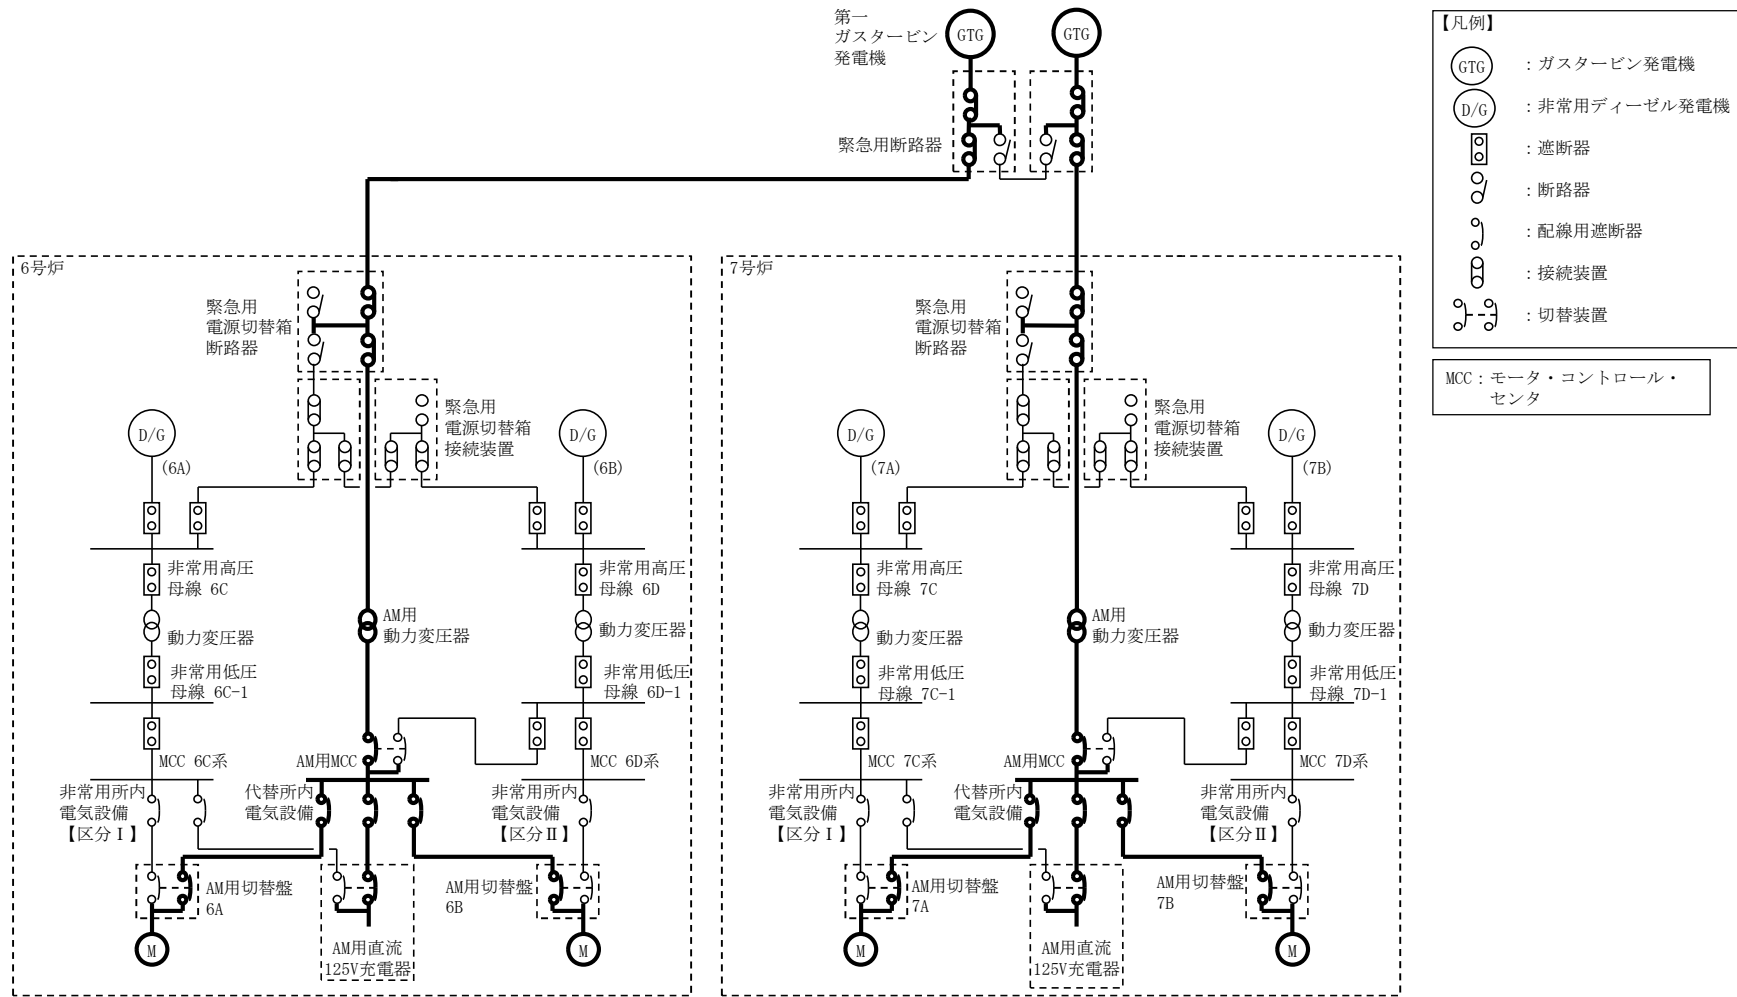 第一
ガスタービン
発電機
GTG
GTG
緊急用断路器
【凡例】
GTG
：ガスタービン発電機
D/G
：非常用ディーゼル発電機
：遮断器
：断路器
：配線用遮断器
：接続装置
：切替装置
MCC：モータ・コントロール・
センタ
6号炉
緊急用
電源切替箱
断路器
緊急用
電源切替箱
接続装置
D/G
(6A)
D/G
(6B)
非常用高圧
母線 6C
非常用高圧
母線 6D
動力変圧器
AM用
動力変圧器
動力変圧器
非常用低圧
母線 6C-1
非常用低圧
母線 6D-1
MCC 6C系
AM用MCC
MCC 6D系
非常用所内
電気設備
【区分Ⅰ】
代替所内
電気設備
非常用所内
電気設備
【区分Ⅱ】
AM用切替盤
6A
AM用切替盤
6B
M
M
AM用直流
125V充電器
7号炉
緊急用
電源切替箱
断路器
緊急用
電源切替箱
接続装置
D/G
(7A)
D/G
(7B)
非常用高圧
母線 7C
非常用高圧
母線 7D
動力変圧器
AM用
動力変圧器
動力変圧器
非常用低圧
母線 7C-1
非常用低圧
母線 7D-1
MCC 7C系
AM用MCC
MCC 7D系
非常用所内
電気設備
【区分Ⅰ】
代替所内
電気設備
非常用所内
電気設備
【区分Ⅱ】
AM用切替盤
7A
AM用切替盤
7B
M
M
AM用直流
125V充電器